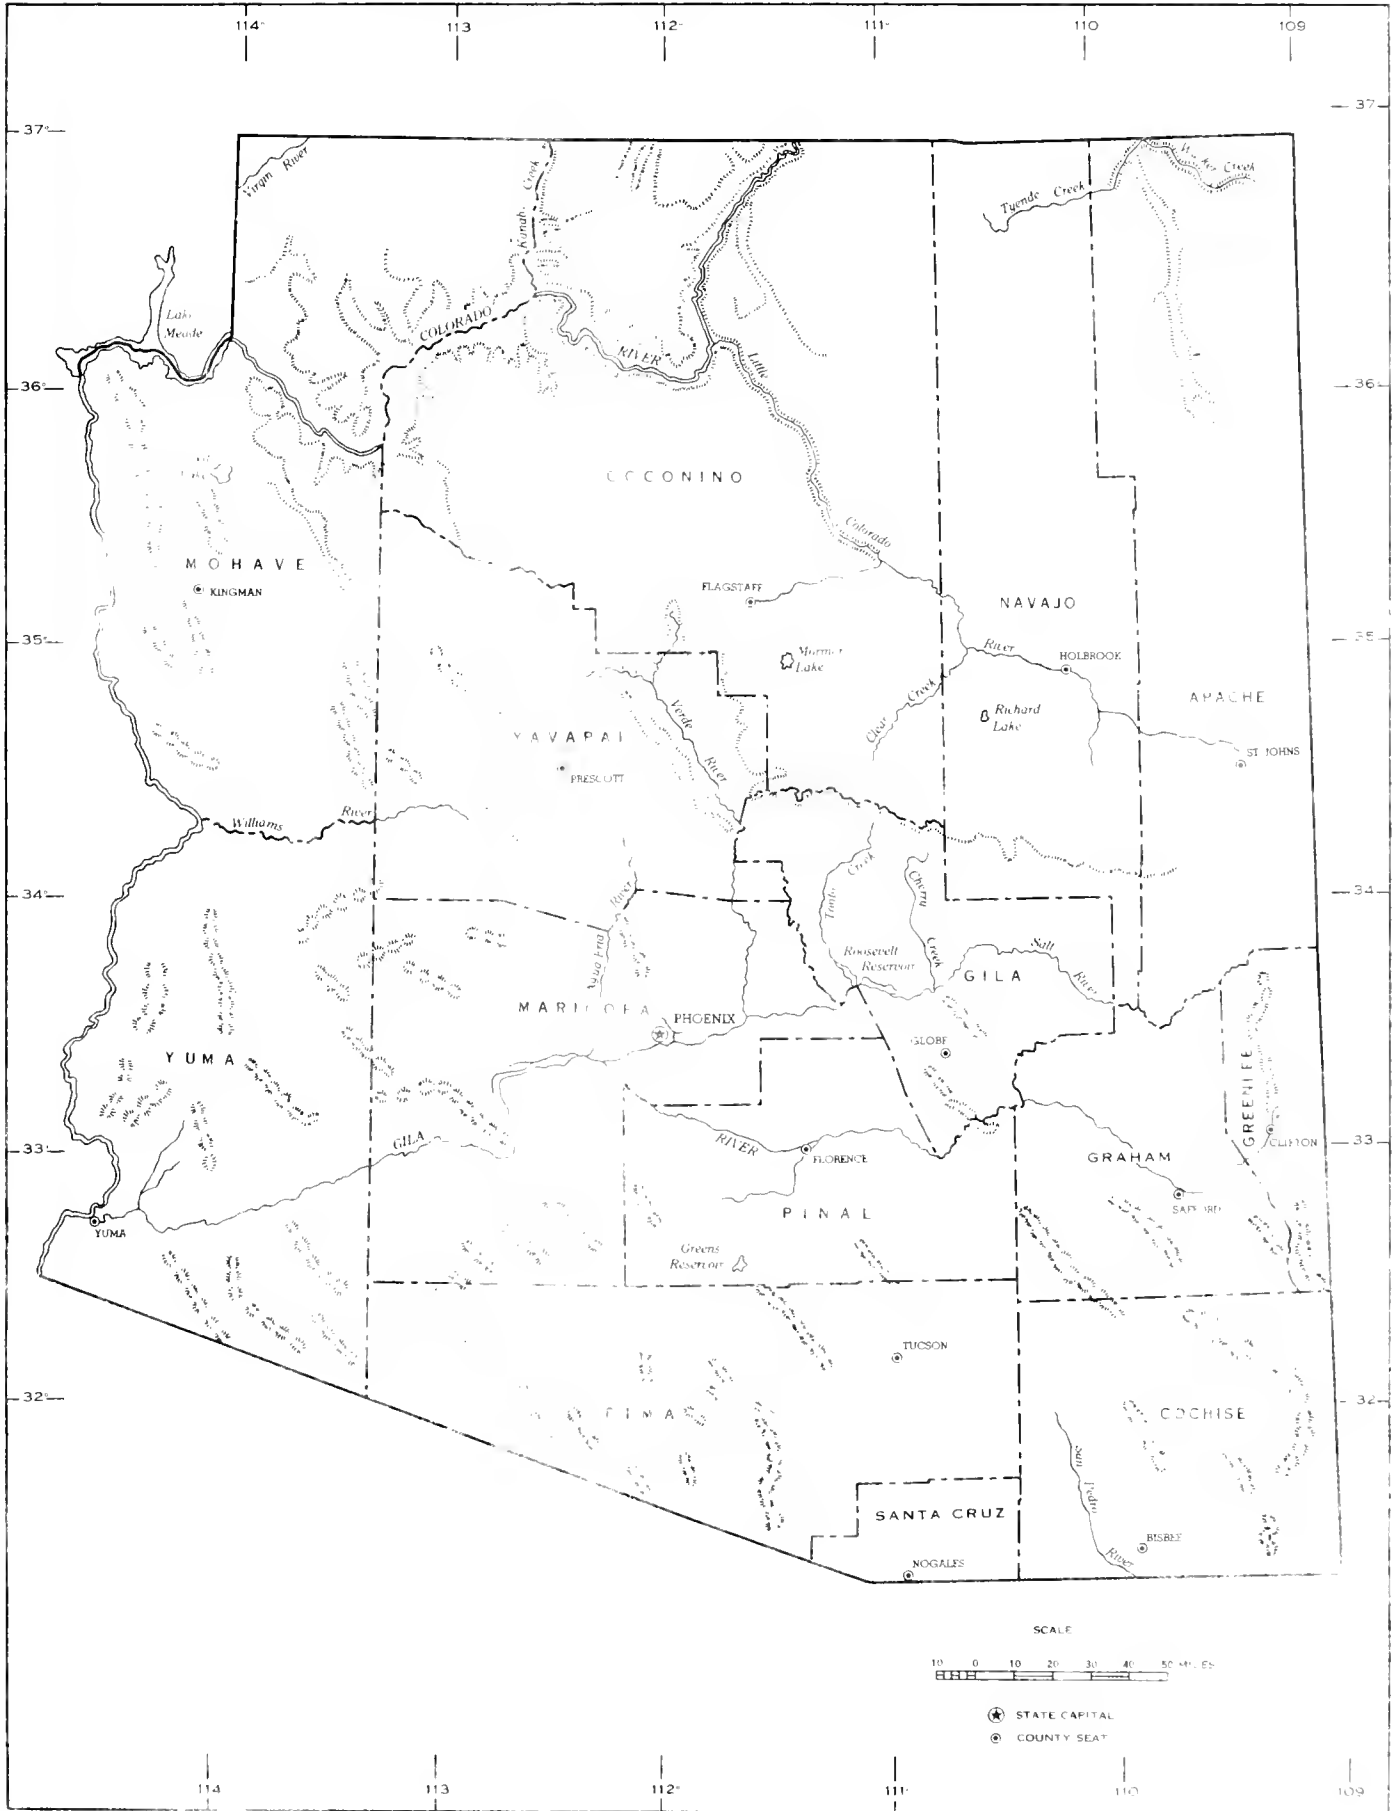 114° 113 112° 111° 110 109
37° 37
Virgin River
Kanab Creek
Tyende Creek
Creek
Lake
Meade
COLORADO
RIVER
Little
36° 36
COCONINO
Colorado
MOHAVE
KINGMAN
FLAGSTAFF
NAVAJO
35° 35
Mormon
Lake
River
HOLBROOK
Clear Creek
Richard
Lake
APACHE
ST JOHNS
YAVAPAI
Verde
River
PRESCOTT
Williams River
34° 34
Tonto Creek
Cherry
Creek
Agua Fria River
Roosevelt
Reservoir
Salt
River
GILA
MARICOPA
PHOENIX
GLOBE
YUMA
GREENLEE
CLIFTON
33° 33
GILA
RIVER
FLORENCE
GRAHAM
SAFFORD
PINAL
YUMA
Greens
Reservoir
TUCSON
32° 32
PIMA
COCHISE
San Pedro
River
SANTA CRUZ
BISBEE
NOGALES
SCALE
10 0 10 20 30 40 50 MILES
STATE CAPITAL
COUNTY SEAT
114 113 112° 111° 110 109